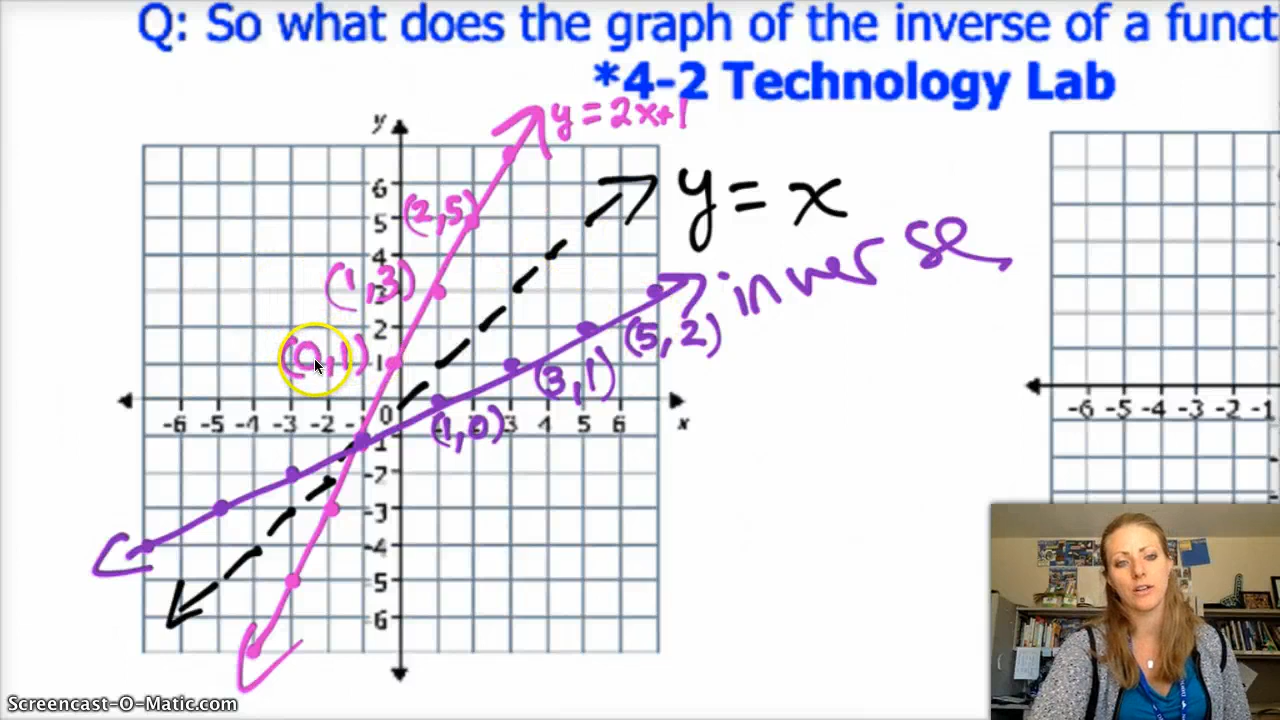 Q: So what does the graph of the inverse of a funct
*4-2 Technology Lab
y
y = 2x+1
6
y = x
(2,5)
5
inverse
4
(1,3)
3
2
(5,2)
(0,1)
1
(3,1)
0
-6 -5 -4 -3 -2 -1 3 5 6 x
(1,0)
-6 -5 -4 -3 -2 -1
-2
-3
-4
-5
-6
Screencast-O-Matic.com